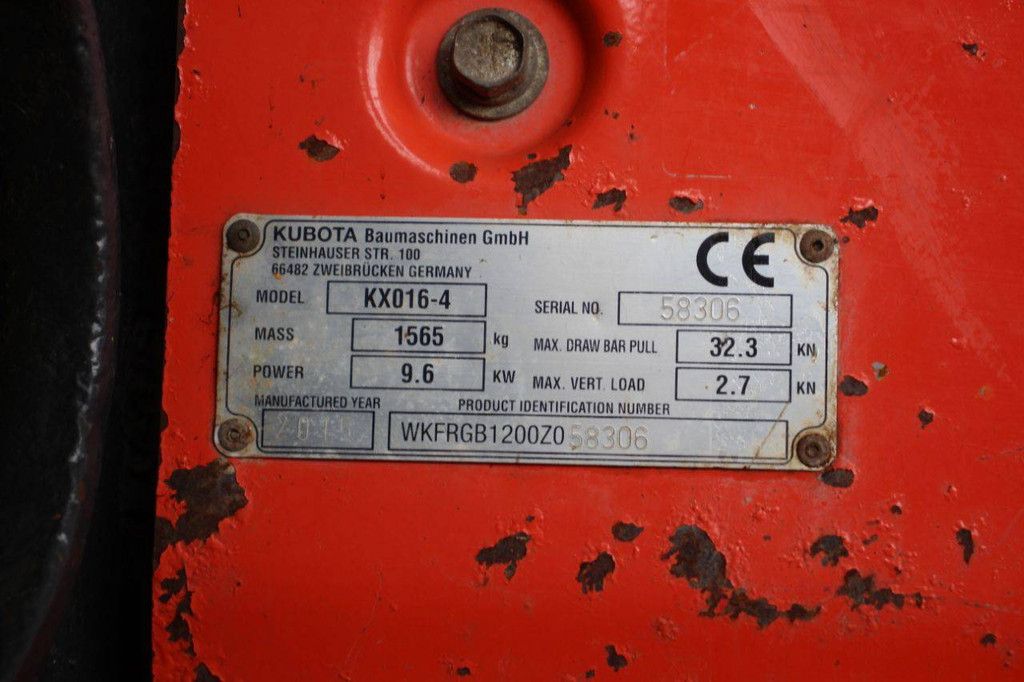 KUBOTA Baumaschinen GmbH
STEINHAUSER STR. 100
66482 ZWEIBRÜCKEN GERMANY
CE
MODEL KX016-4
SERIAL NO. 58306
MASS 1565 kg
MAX. DRAW BAR PULL 32.3 KN
POWER 9.6 KW
MAX. VERT. LOAD 2.7 KN
MANUFACTURED YEAR
PRODUCT IDENTIFICATION NUMBER
WKFRGB1200Z058306